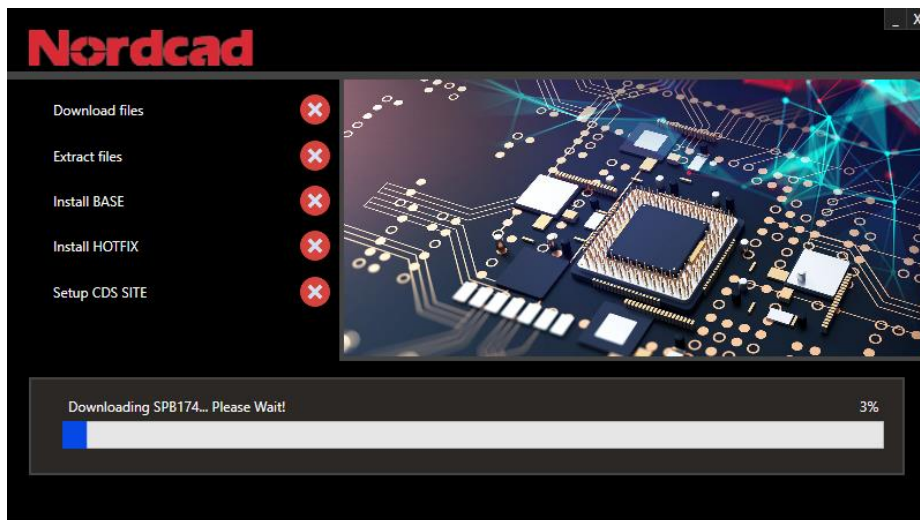 _ X
Nordcad
Download files
Extract files
Install BASE
Install HOTFIX
Setup CDS SITE
Downloading SPB174... Please Wait! 3%